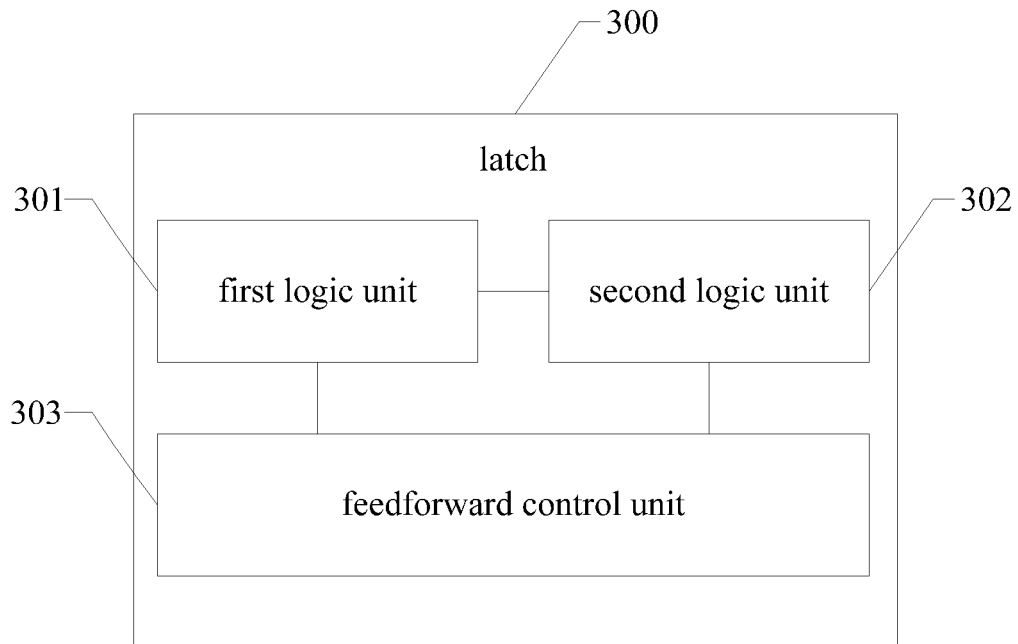 300
latch
301
302
first logic unit
second logic unit
303
feedforward control unit